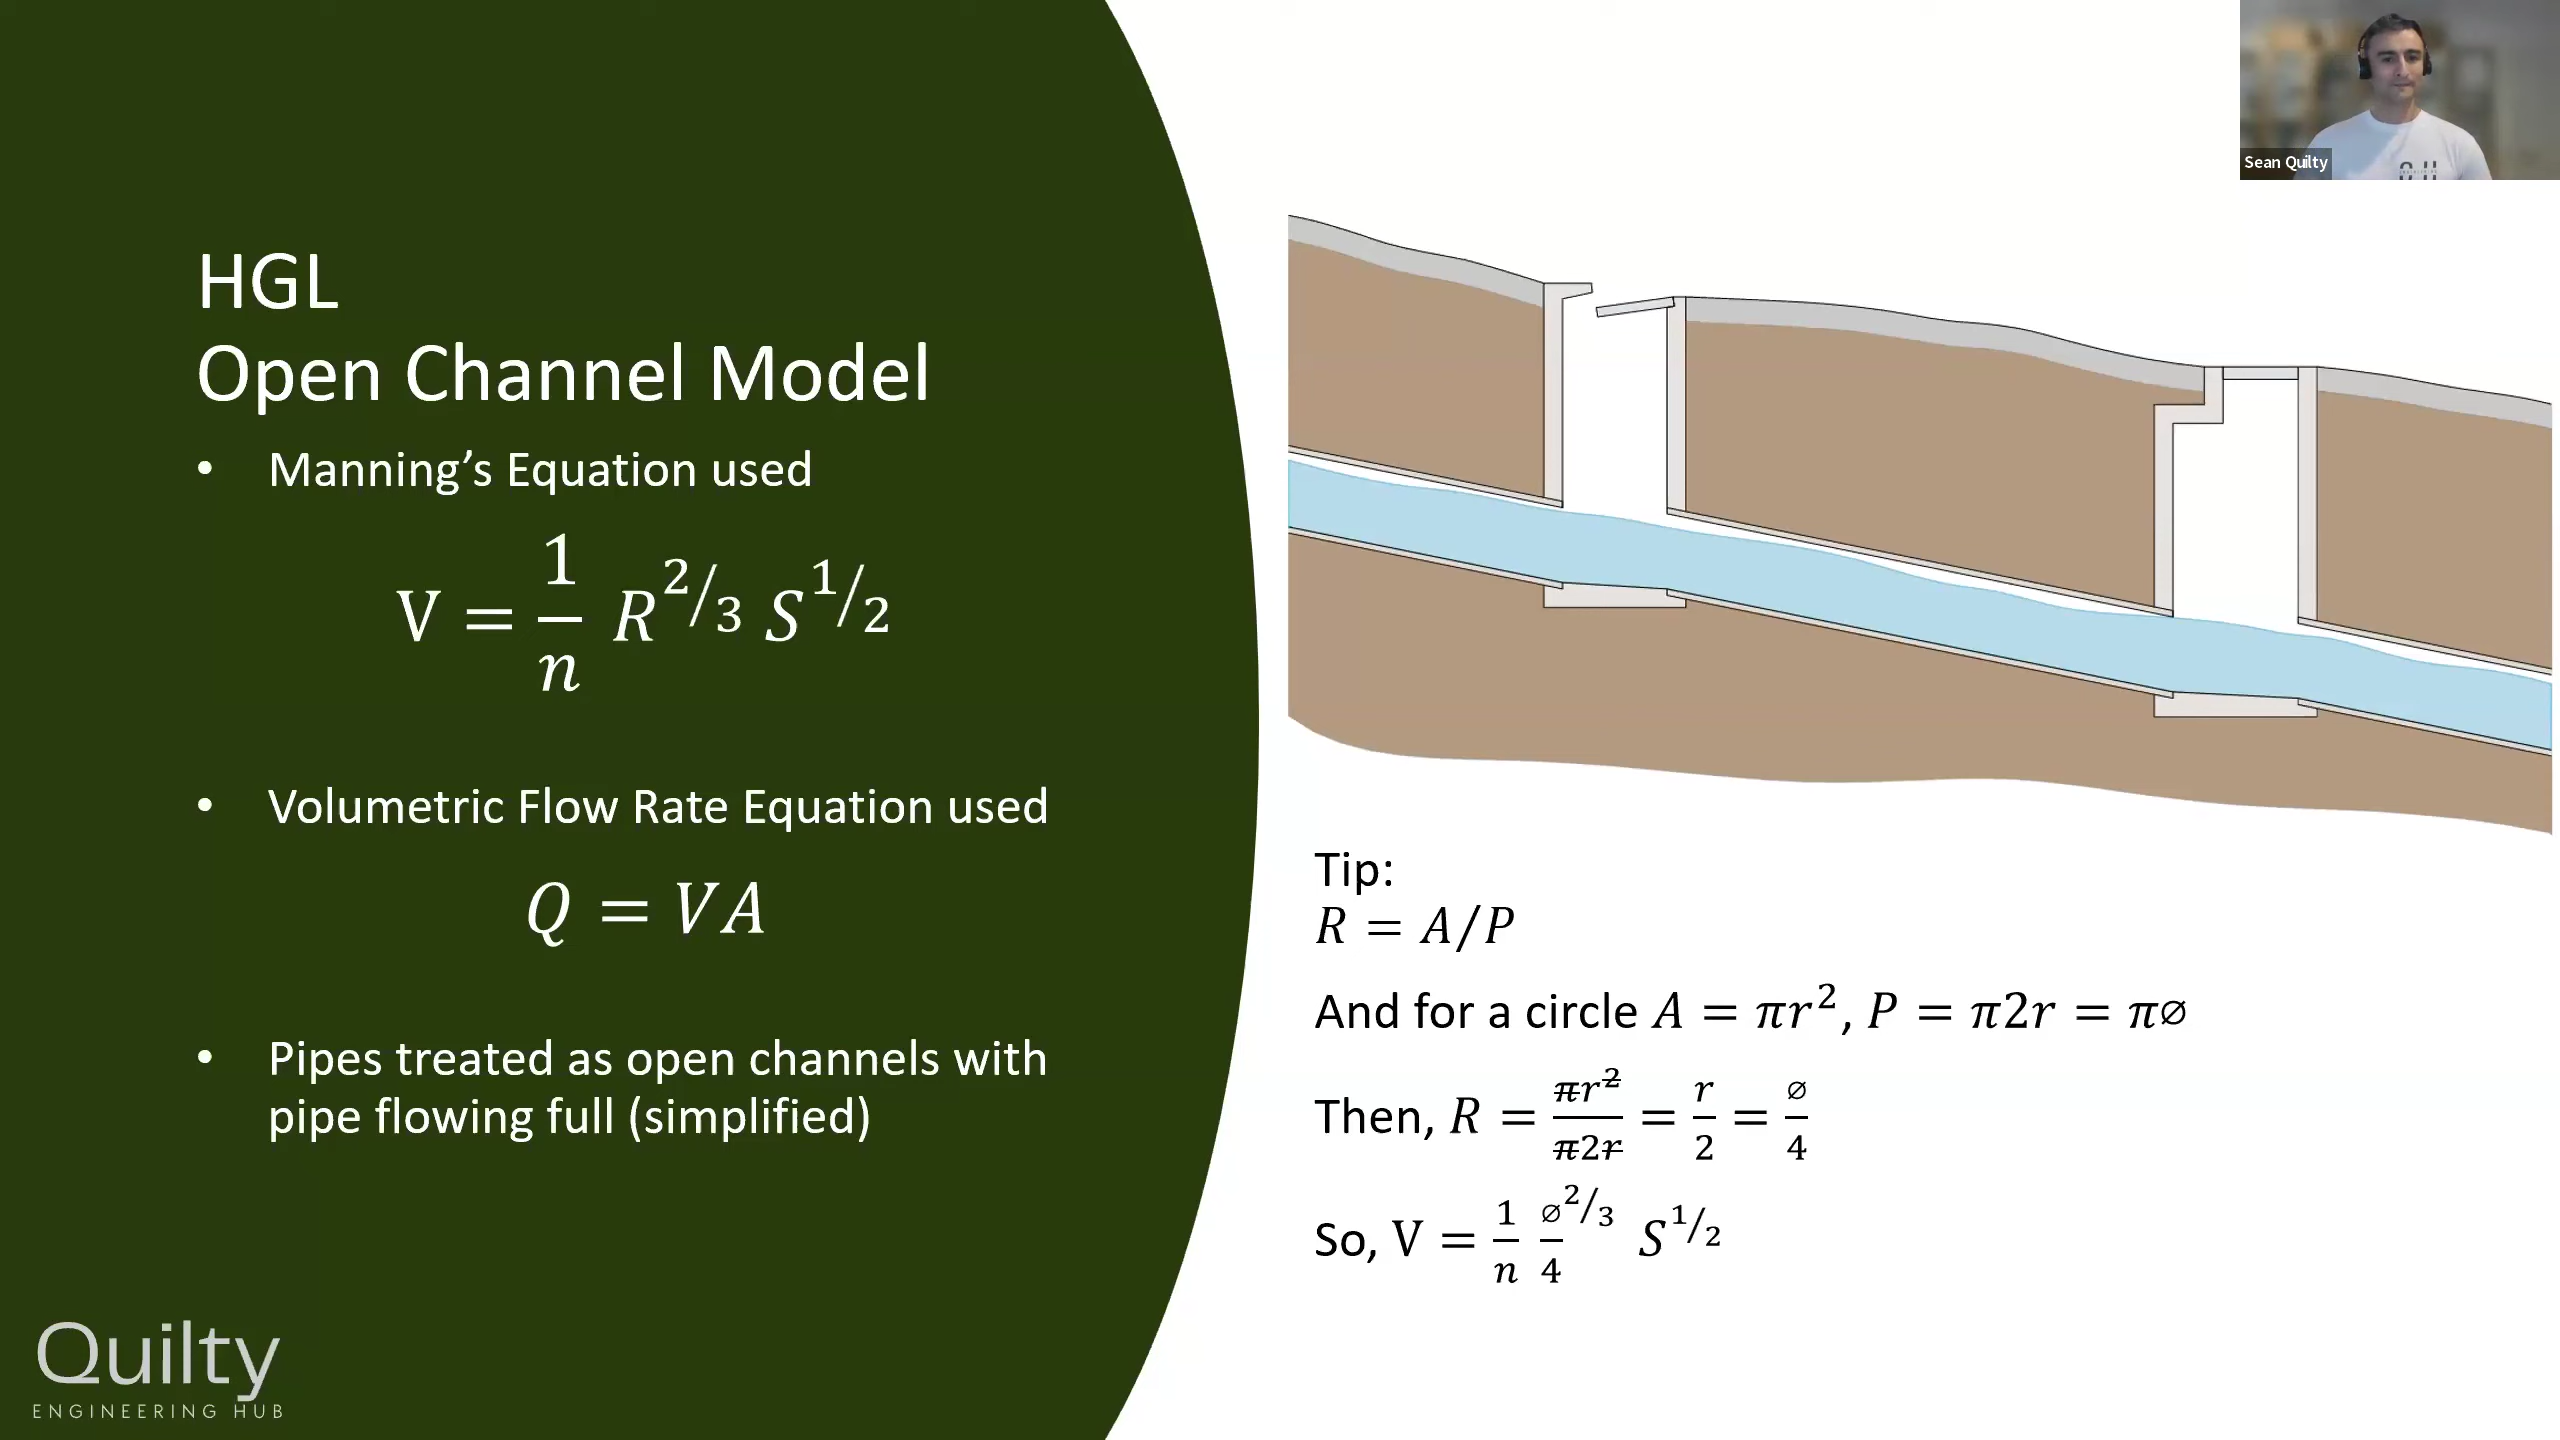 HGL
Open Channel Model
• Manning's Equation used
V = 1/n R^2/3 S^1/2
• Volumetric Flow Rate Equation used
Q = VA
• Pipes treated as open channels with
pipe flowing full (simplified)
Quilty
ENGINEERING HUB
Sean Quilty
Tip:
R = A/P
And for a circle A = πr², P = π2r = π∅
Then, R = πr²/π2r = r/2 = ∅/4
So, V = 1/n ∅/4^2/3 S^1/2